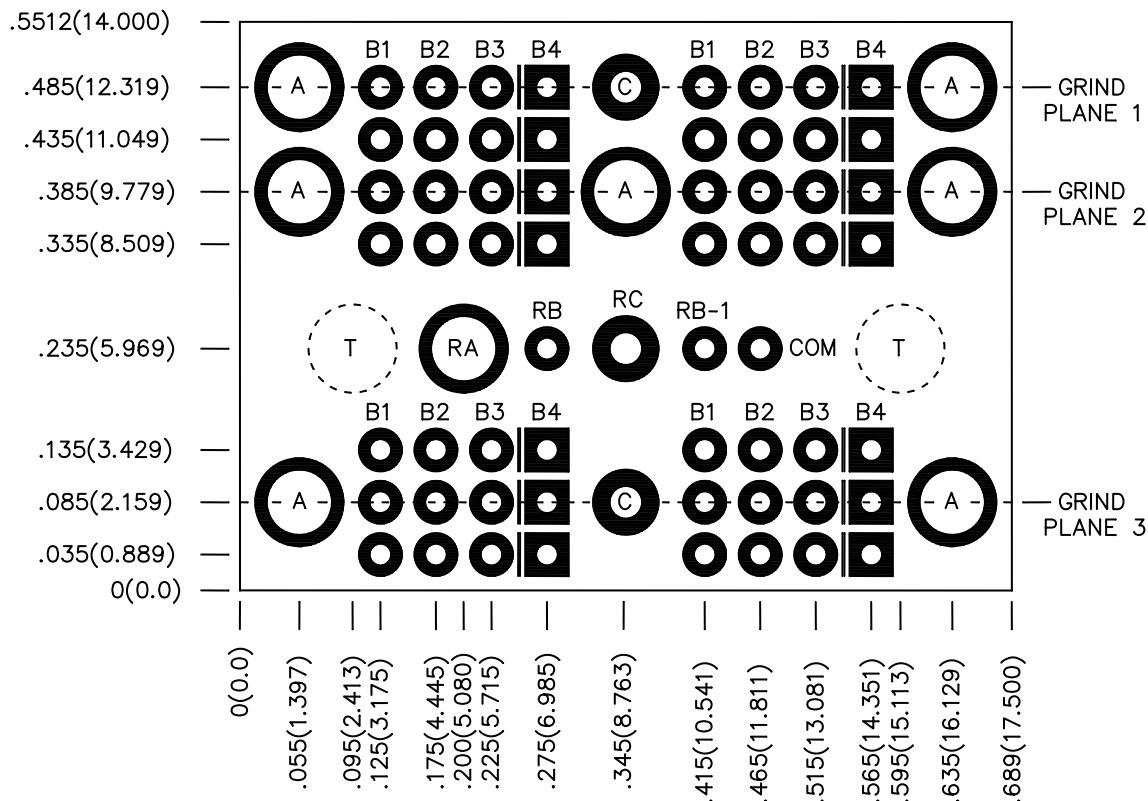 .5512(14.000)
B1 B2 B3 B4 B1 B2 B3 B4
.485(12.319) A C A GRIND
PLANE 1
.435(11.049)
.385(9.779) A A A GRIND
PLANE 2
.335(8.509)
RB RC RB-1
.235(5.969) T RA COM T
B1 B2 B3 B4 B1 B2 B3 B4
.135(3.429)
.085(2.159) A C A GRIND
PLANE 3
.035(0.889)
0(0.0)
0(0.0)
.055(1.397)
.095(2.413)
.125(3.175)
.175(4.445)
.200(5.080)
.225(5.715)
.275(6.985)
.345(8.763)
.415(10.541)
.465(11.811)
.515(13.081)
.565(14.351)
.595(15.113)
.635(16.129)
.689(17.500)